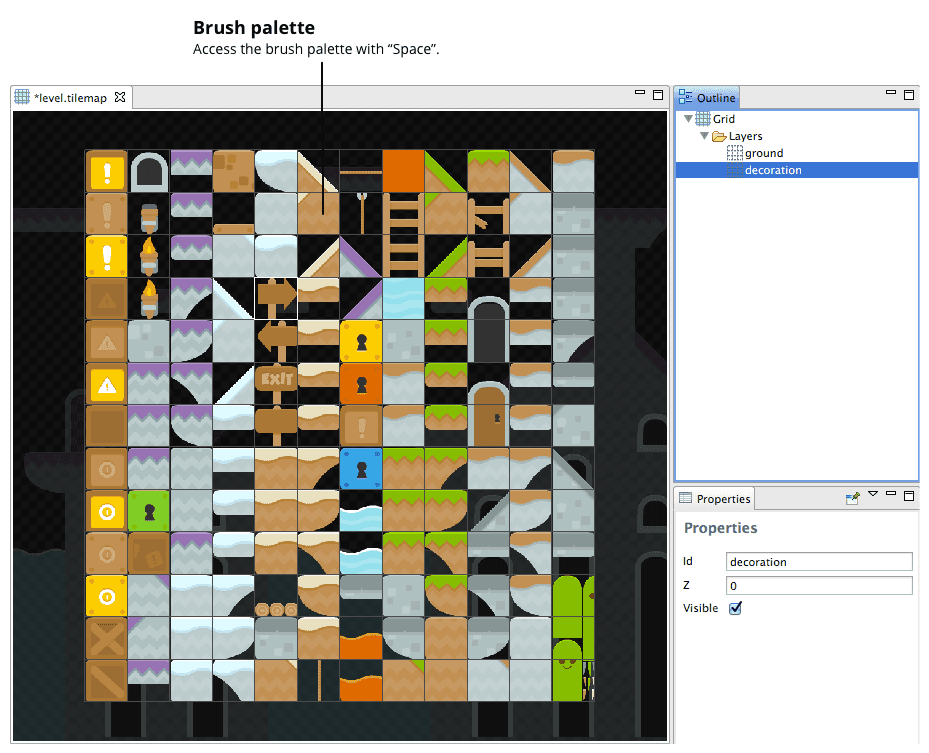 Brush palette
Access the brush palette with “Space”.
*level.tilemap
Outline
Grid
Layers
ground
decoration
EXIT
Properties
Properties
Id decoration
Z 0
Visible